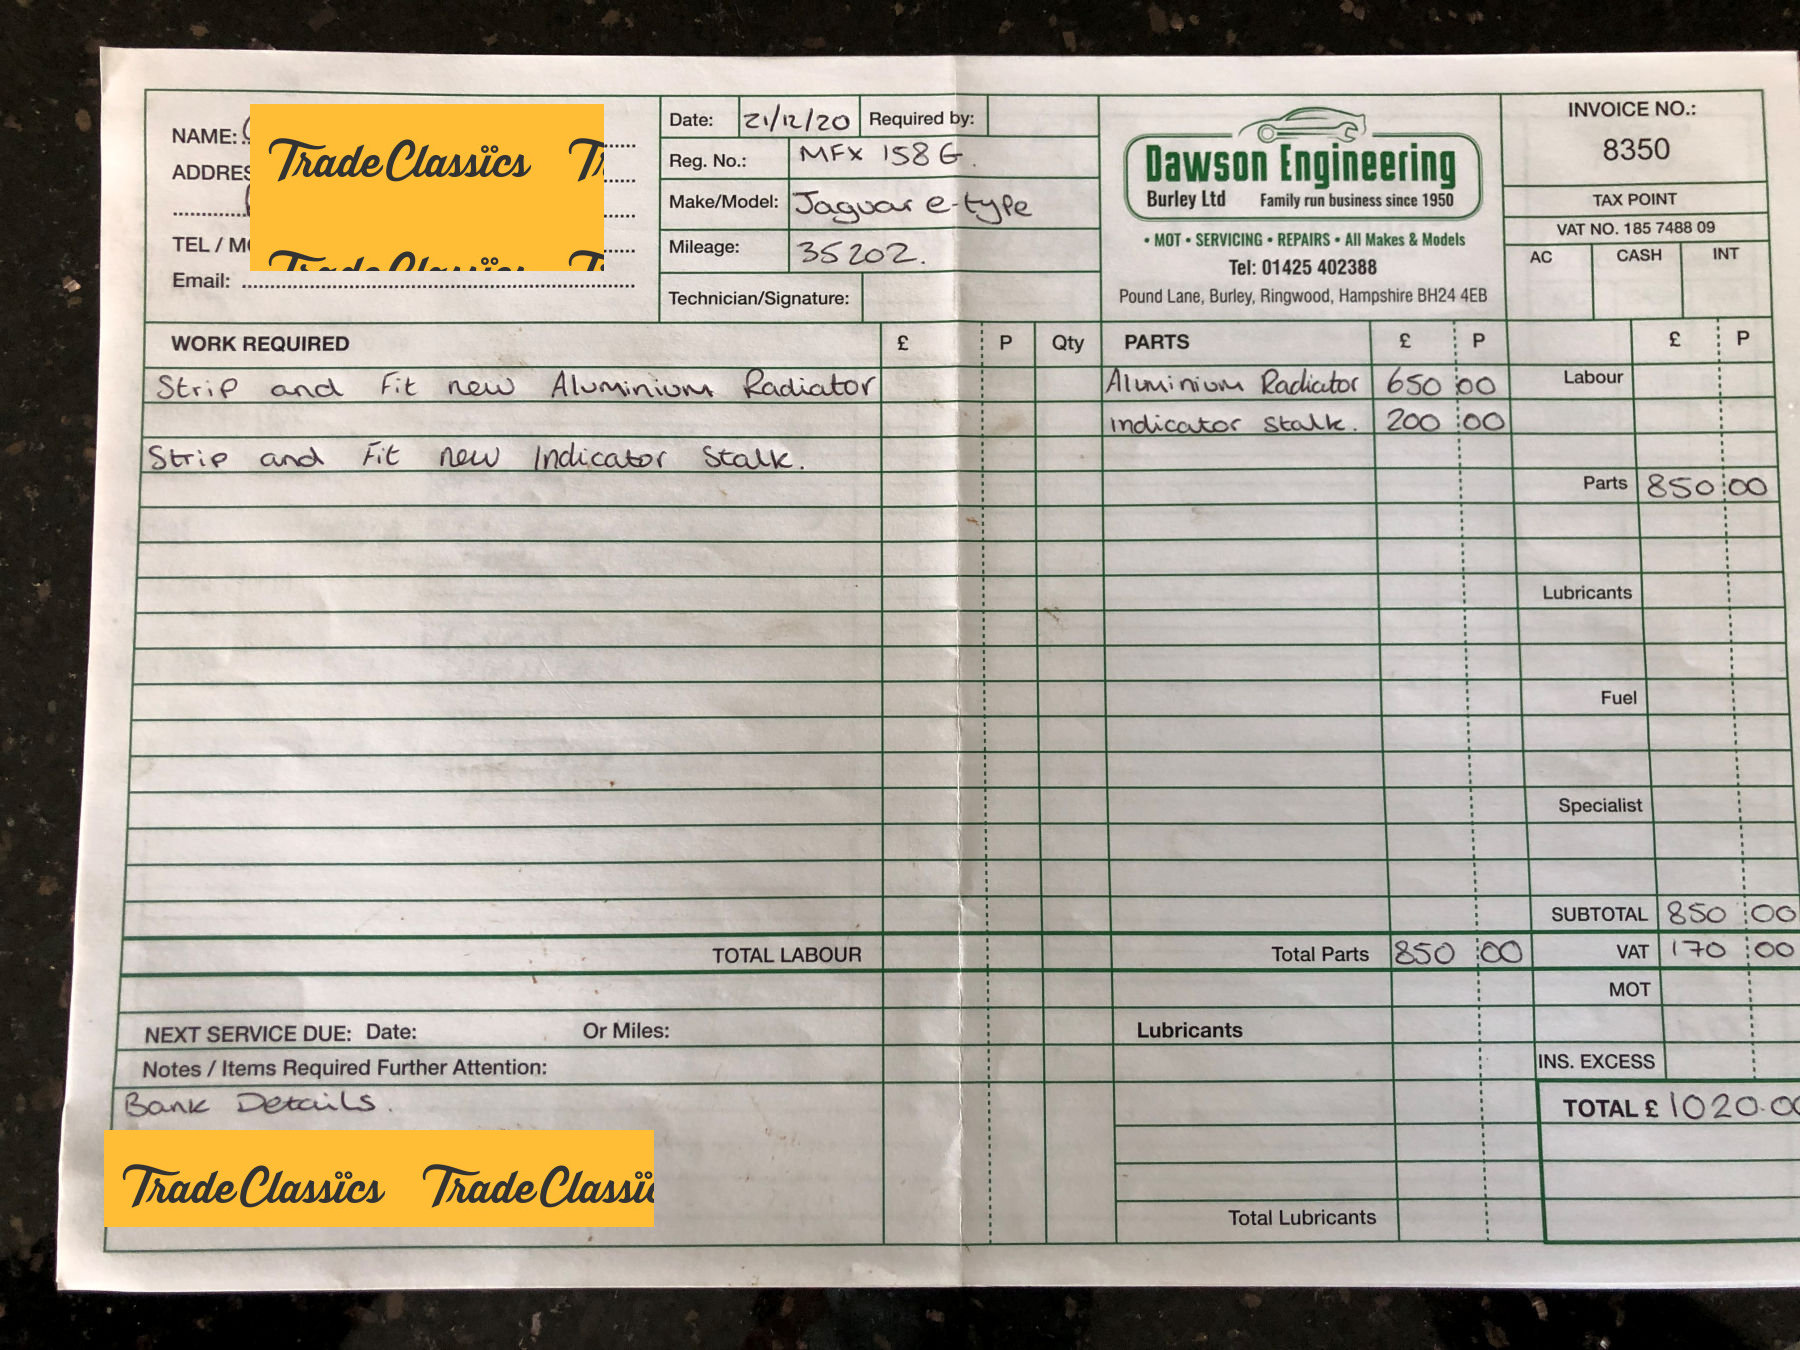 NAME:
TradeClassics
ADDRES
TEL / M
TradeClassics
Email:
Date: 21/12/20 Required by:
Reg. No.: MFX 158 G.
Make/Model: Jaguar e-type
Mileage: 35202.
Technician/Signature:
Dawson Engineering
Burley Ltd Family run business since 1950
• MOT • SERVICING • REPAIRS • All Makes & Models
Tel: 01425 402388
Pound Lane, Burley, Ringwood, Hampshire BH24 4EB
INVOICE NO.:
8350
TAX POINT
VAT NO. 185 7488 09
AC CASH INT
WORK REQUIRED £ P Qty PARTS £ P £ P
Strip and Fit new Aluminium Radiator Aluminium Radiator 650 00 Labour
Indicator Stalk. 200 00
Strip and Fit new Indicator Stalk.
Parts 850 00
Lubricants
Fuel
Specialist
SUBTOTAL 850 00
TOTAL LABOUR Total Parts 850 00 VAT 170 00
MOT
NEXT SERVICE DUE: Date: Or Miles: Lubricants
INS. EXCESS
Notes / Items Required Further Attention:
Bank Details. TOTAL £ 1020.00
TradeClassics TradeClassic
Total Lubricants